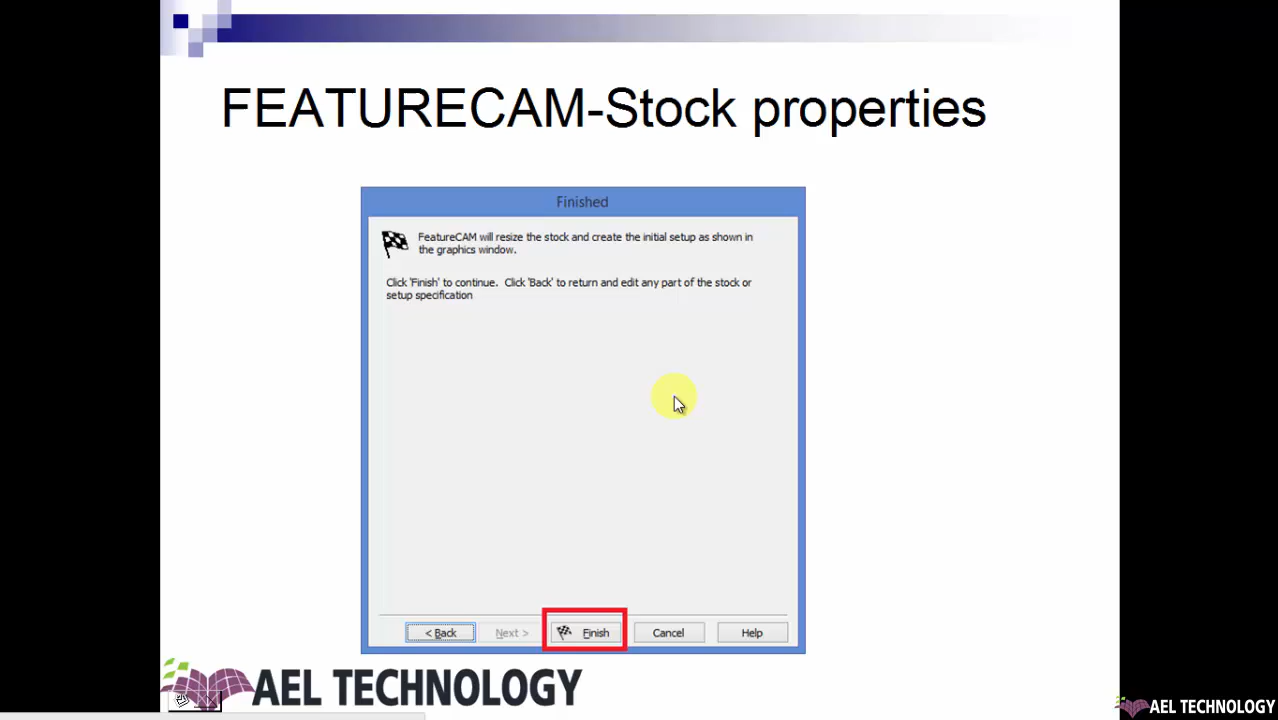 FEATURECAM-Stock properties
Finished
FeatureCAM will resize the stock and create the initial setup as shown in
the graphics window.
Click 'Finish' to continue. Click 'Back' to return and edit any part of the stock or
setup specification
< Back
Next >
Finish
Cancel
Help
AEL TECHNOLOGY
AEL TECHNOLOGY